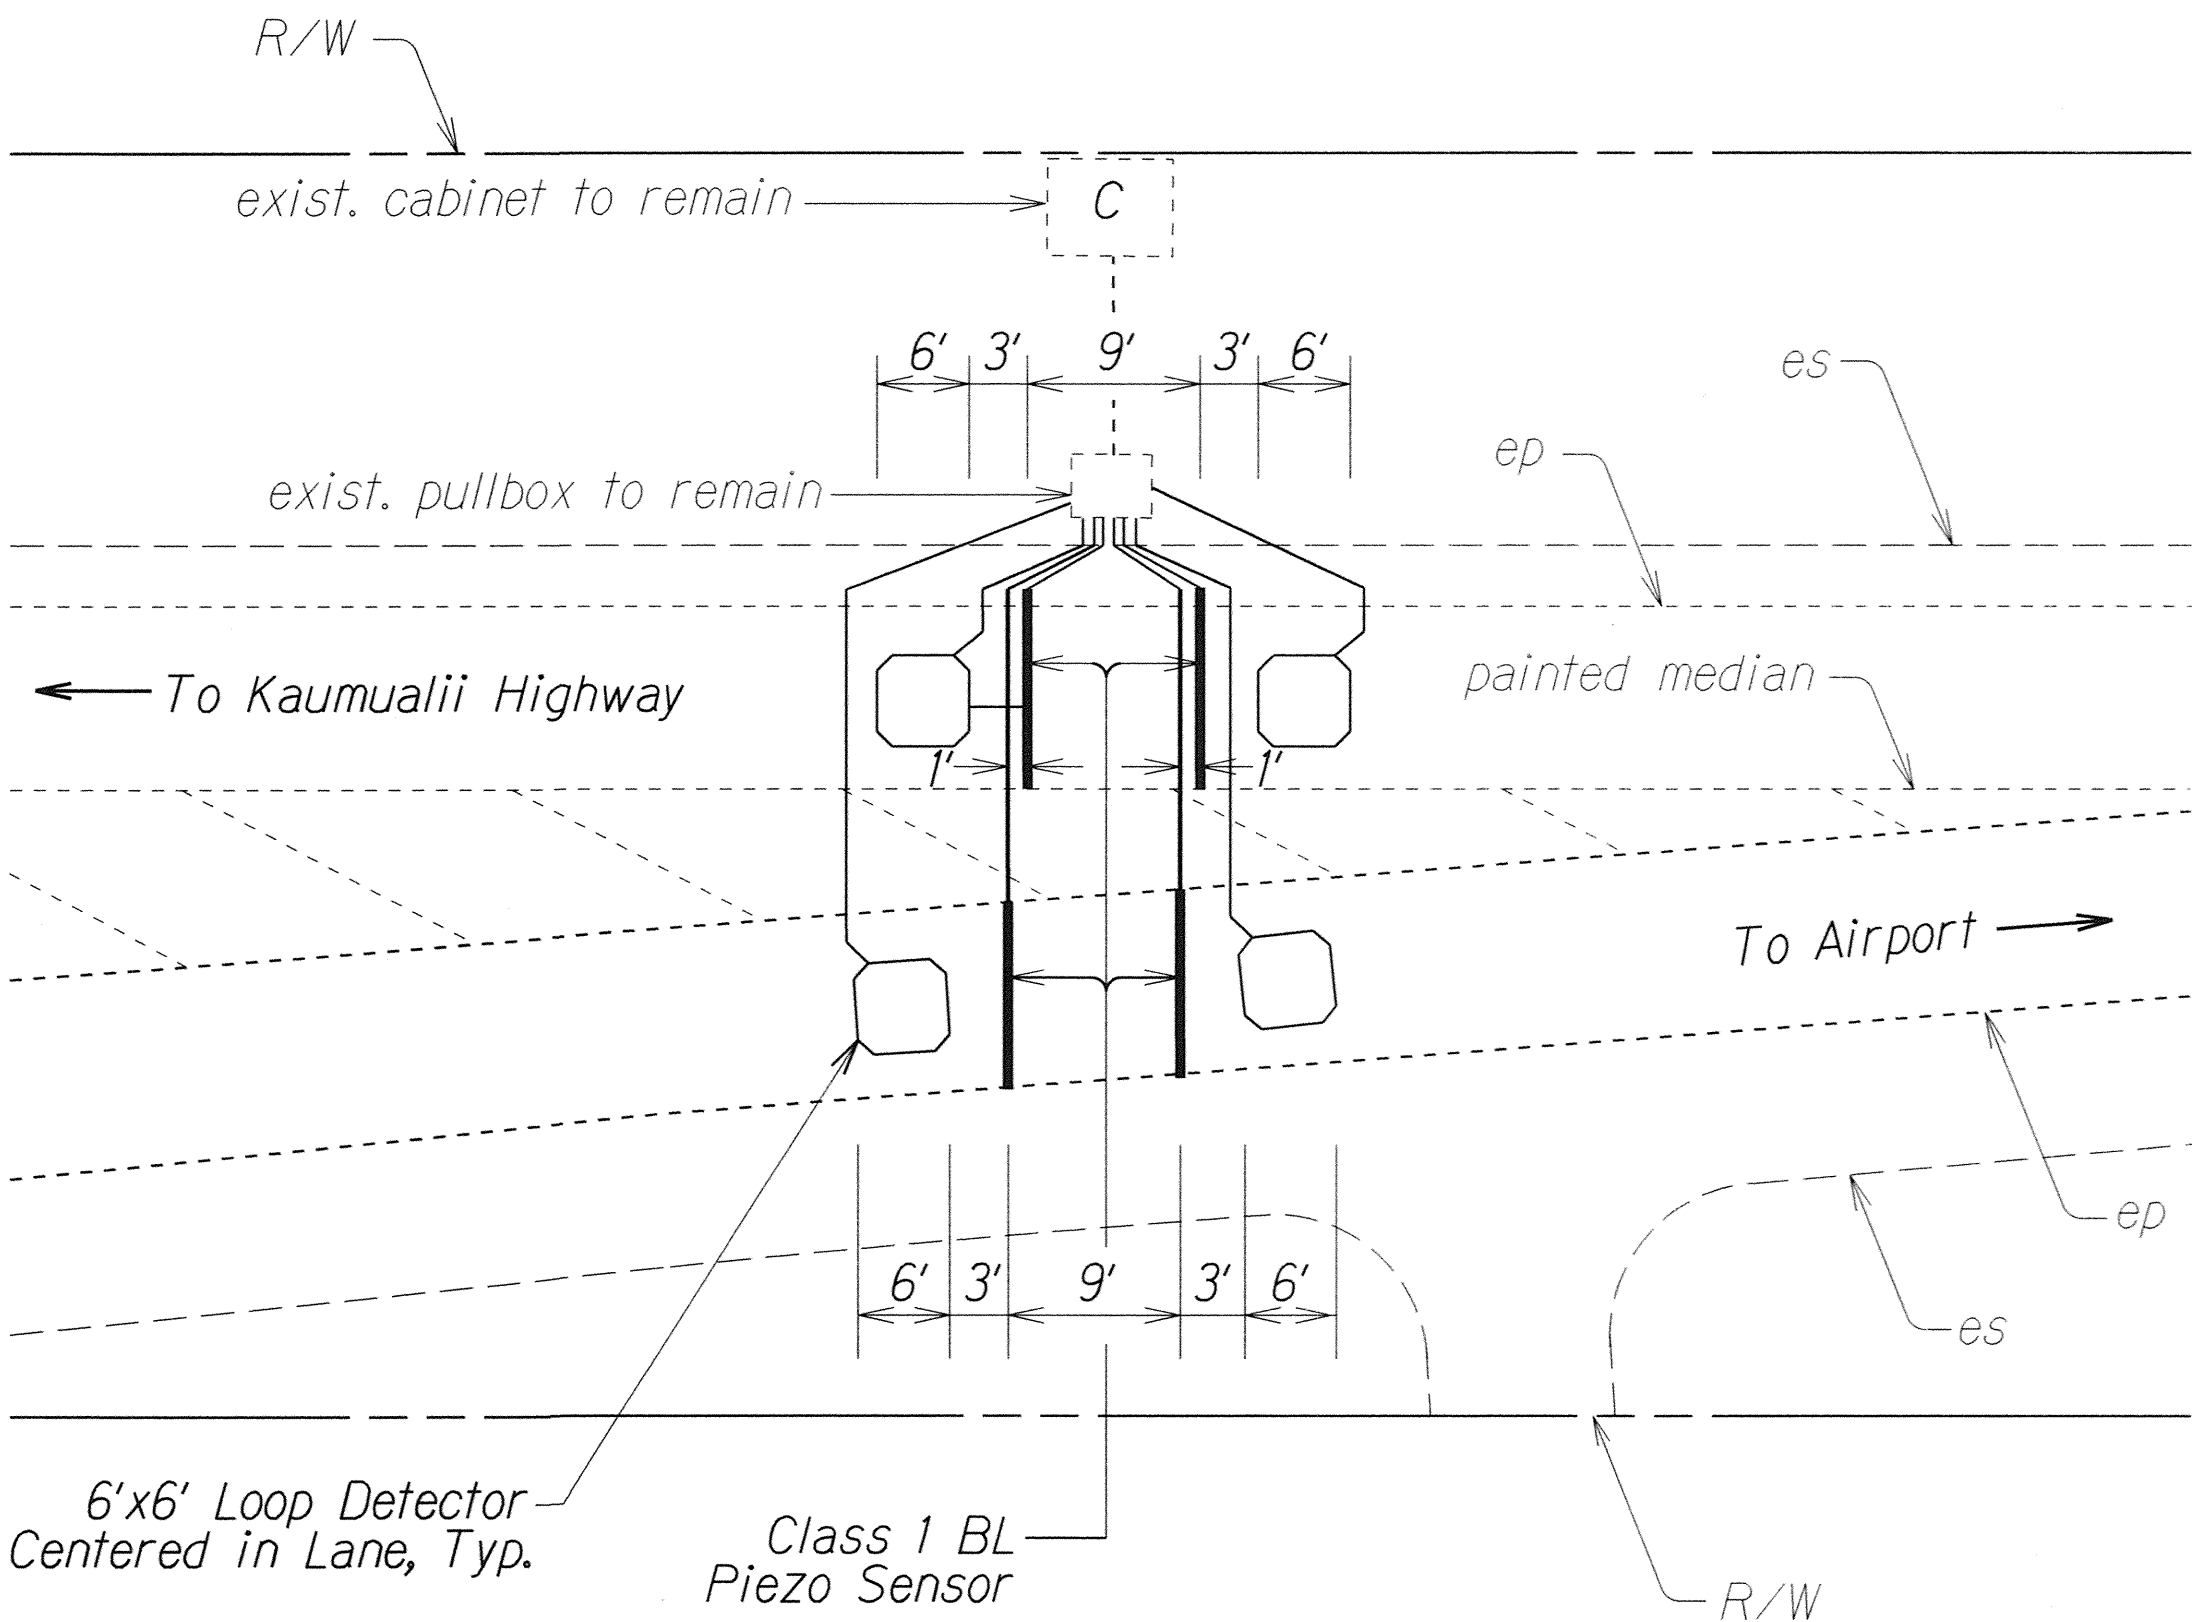 R/W
exist. cabinet to remain
C
6' 3' 9' 3' 6'
es
ep
exist. pullbox to remain
painted median
To Kaumualii Highway
1' 1'
To Airport
ep
6' 3' 9' 3' 6'
es
6'x6' Loop Detector
Centered in Lane, Typ.
Class 1 BL
Piezo Sensor
R/W